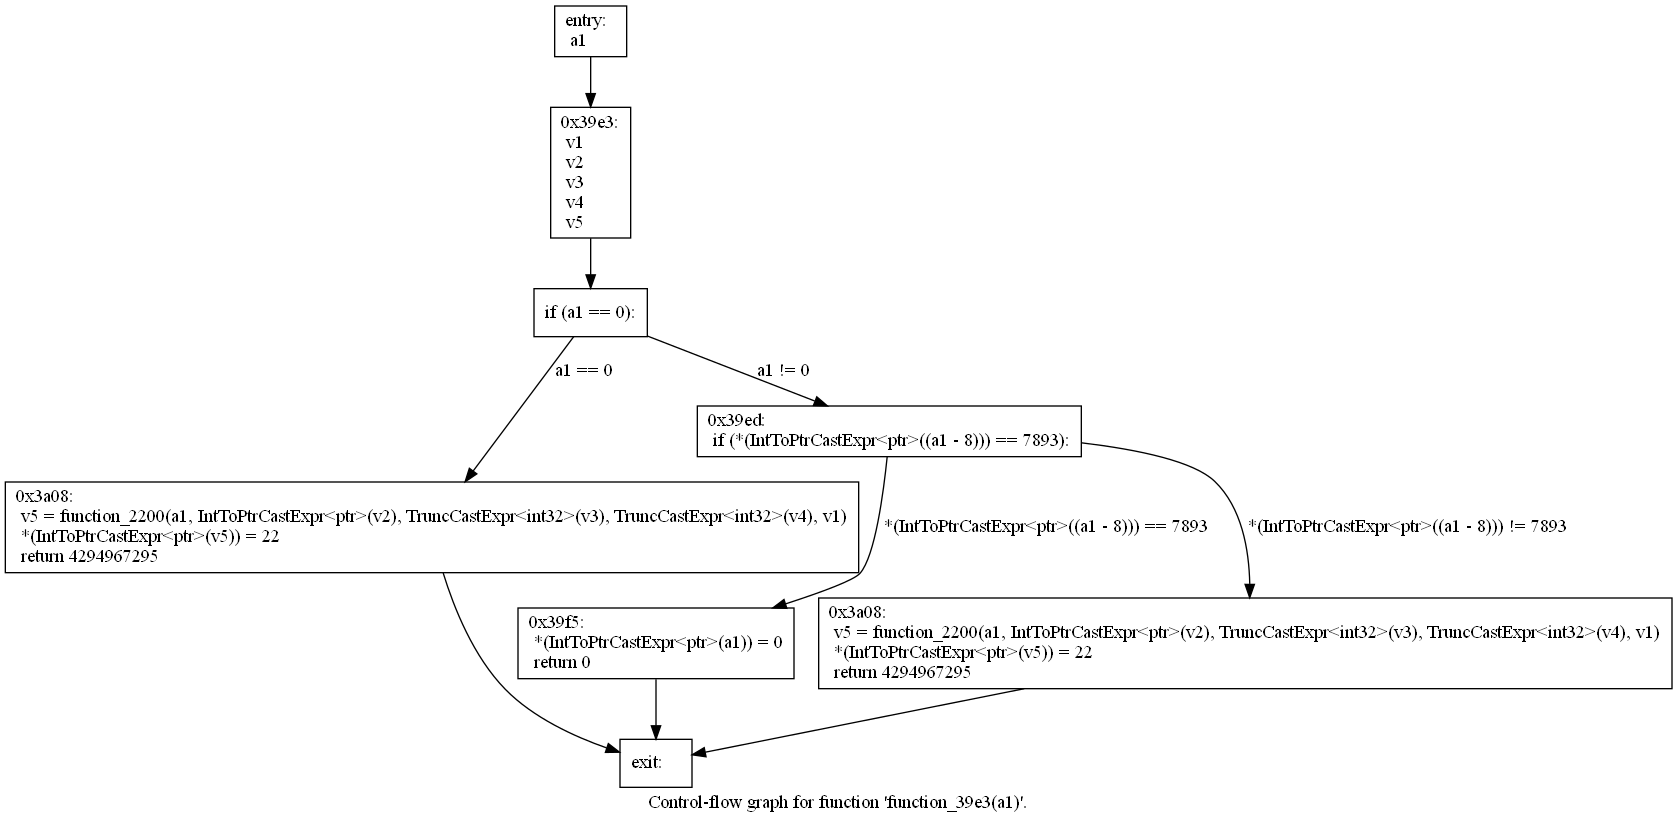 entry:
a1
0x39e3:
v1
v2
v3
v4
v5
if (a1 == 0):
a1 == 0
a1 != 0
0x39ed:
if (*(IntToPtrCastExpr<ptr>((a1 - 8))) == 7893):
0x3a08:
v5 = function_2200(a1, IntToPtrCastExpr<ptr>(v2), TruncCastExpr<int32>(v3), TruncCastExpr<int32>(v4), v1)
*(IntToPtrCastExpr<ptr>(v5)) = 22
return 4294967295
*(IntToPtrCastExpr<ptr>((a1 - 8))) == 7893
*(IntToPtrCastExpr<ptr>((a1 - 8))) != 7893
0x39f5:
*(IntToPtrCastExpr<ptr>(a1)) = 0
return 0
0x3a08:
v5 = function_2200(a1, IntToPtrCastExpr<ptr>(v2), TruncCastExpr<int32>(v3), TruncCastExpr<int32>(v4), v1)
*(IntToPtrCastExpr<ptr>(v5)) = 22
return 4294967295
exit:
Control-flow graph for function 'function_39e3(a1)'.